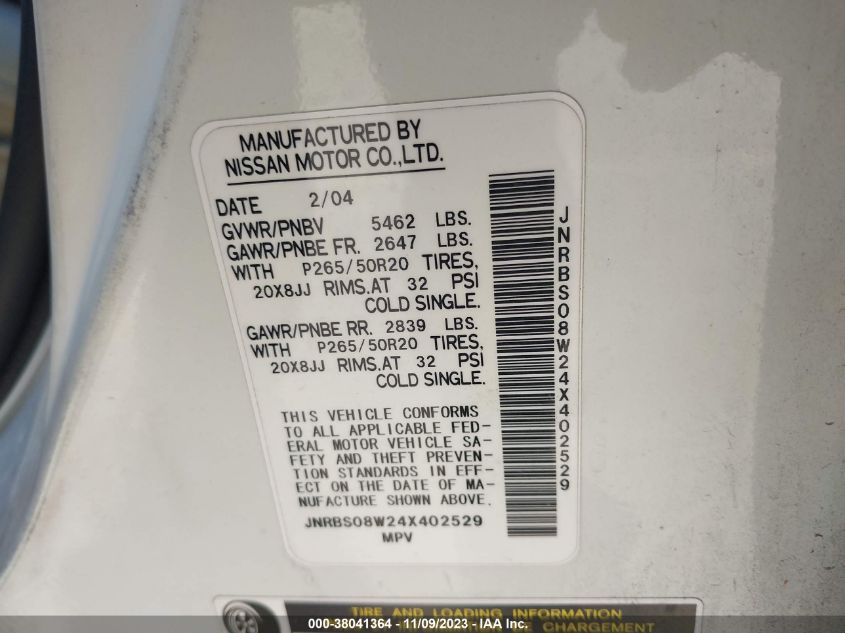 MANUFACTURED BY
NISSAN MOTOR CO.,LTD.
DATE 2/04
GVWR/PNBV 5462 LBS.
GAWR/PNBE FR. 2647 LBS.
WITH P265/50R20 TIRES,
20X8JJ RIMS.AT 32 PSI
COLD SINGLE.
GAWR/PNBE RR. 2839 LBS.
WITH P265/50R20 TIRES,
20X8JJ RIMS.AT 32 PSI
COLD SINGLE.
THIS VEHICLE CONFORMS
TO ALL APPLICABLE FED-
ERAL MOTOR VEHICLE SA-
FETY AND THEFT PREVEN-
TION STANDARDS IN EFF-
ECT ON THE DATE OF MA-
NUFACTURE SHOWN ABOVE.
JNRBS08W24X402529
MPV
JNRBS08W24X402529
TIRE AND LOADING INFORMATION
DE CHARGEMENT
000-38041364 - 11/09/2023 - IAA Inc.